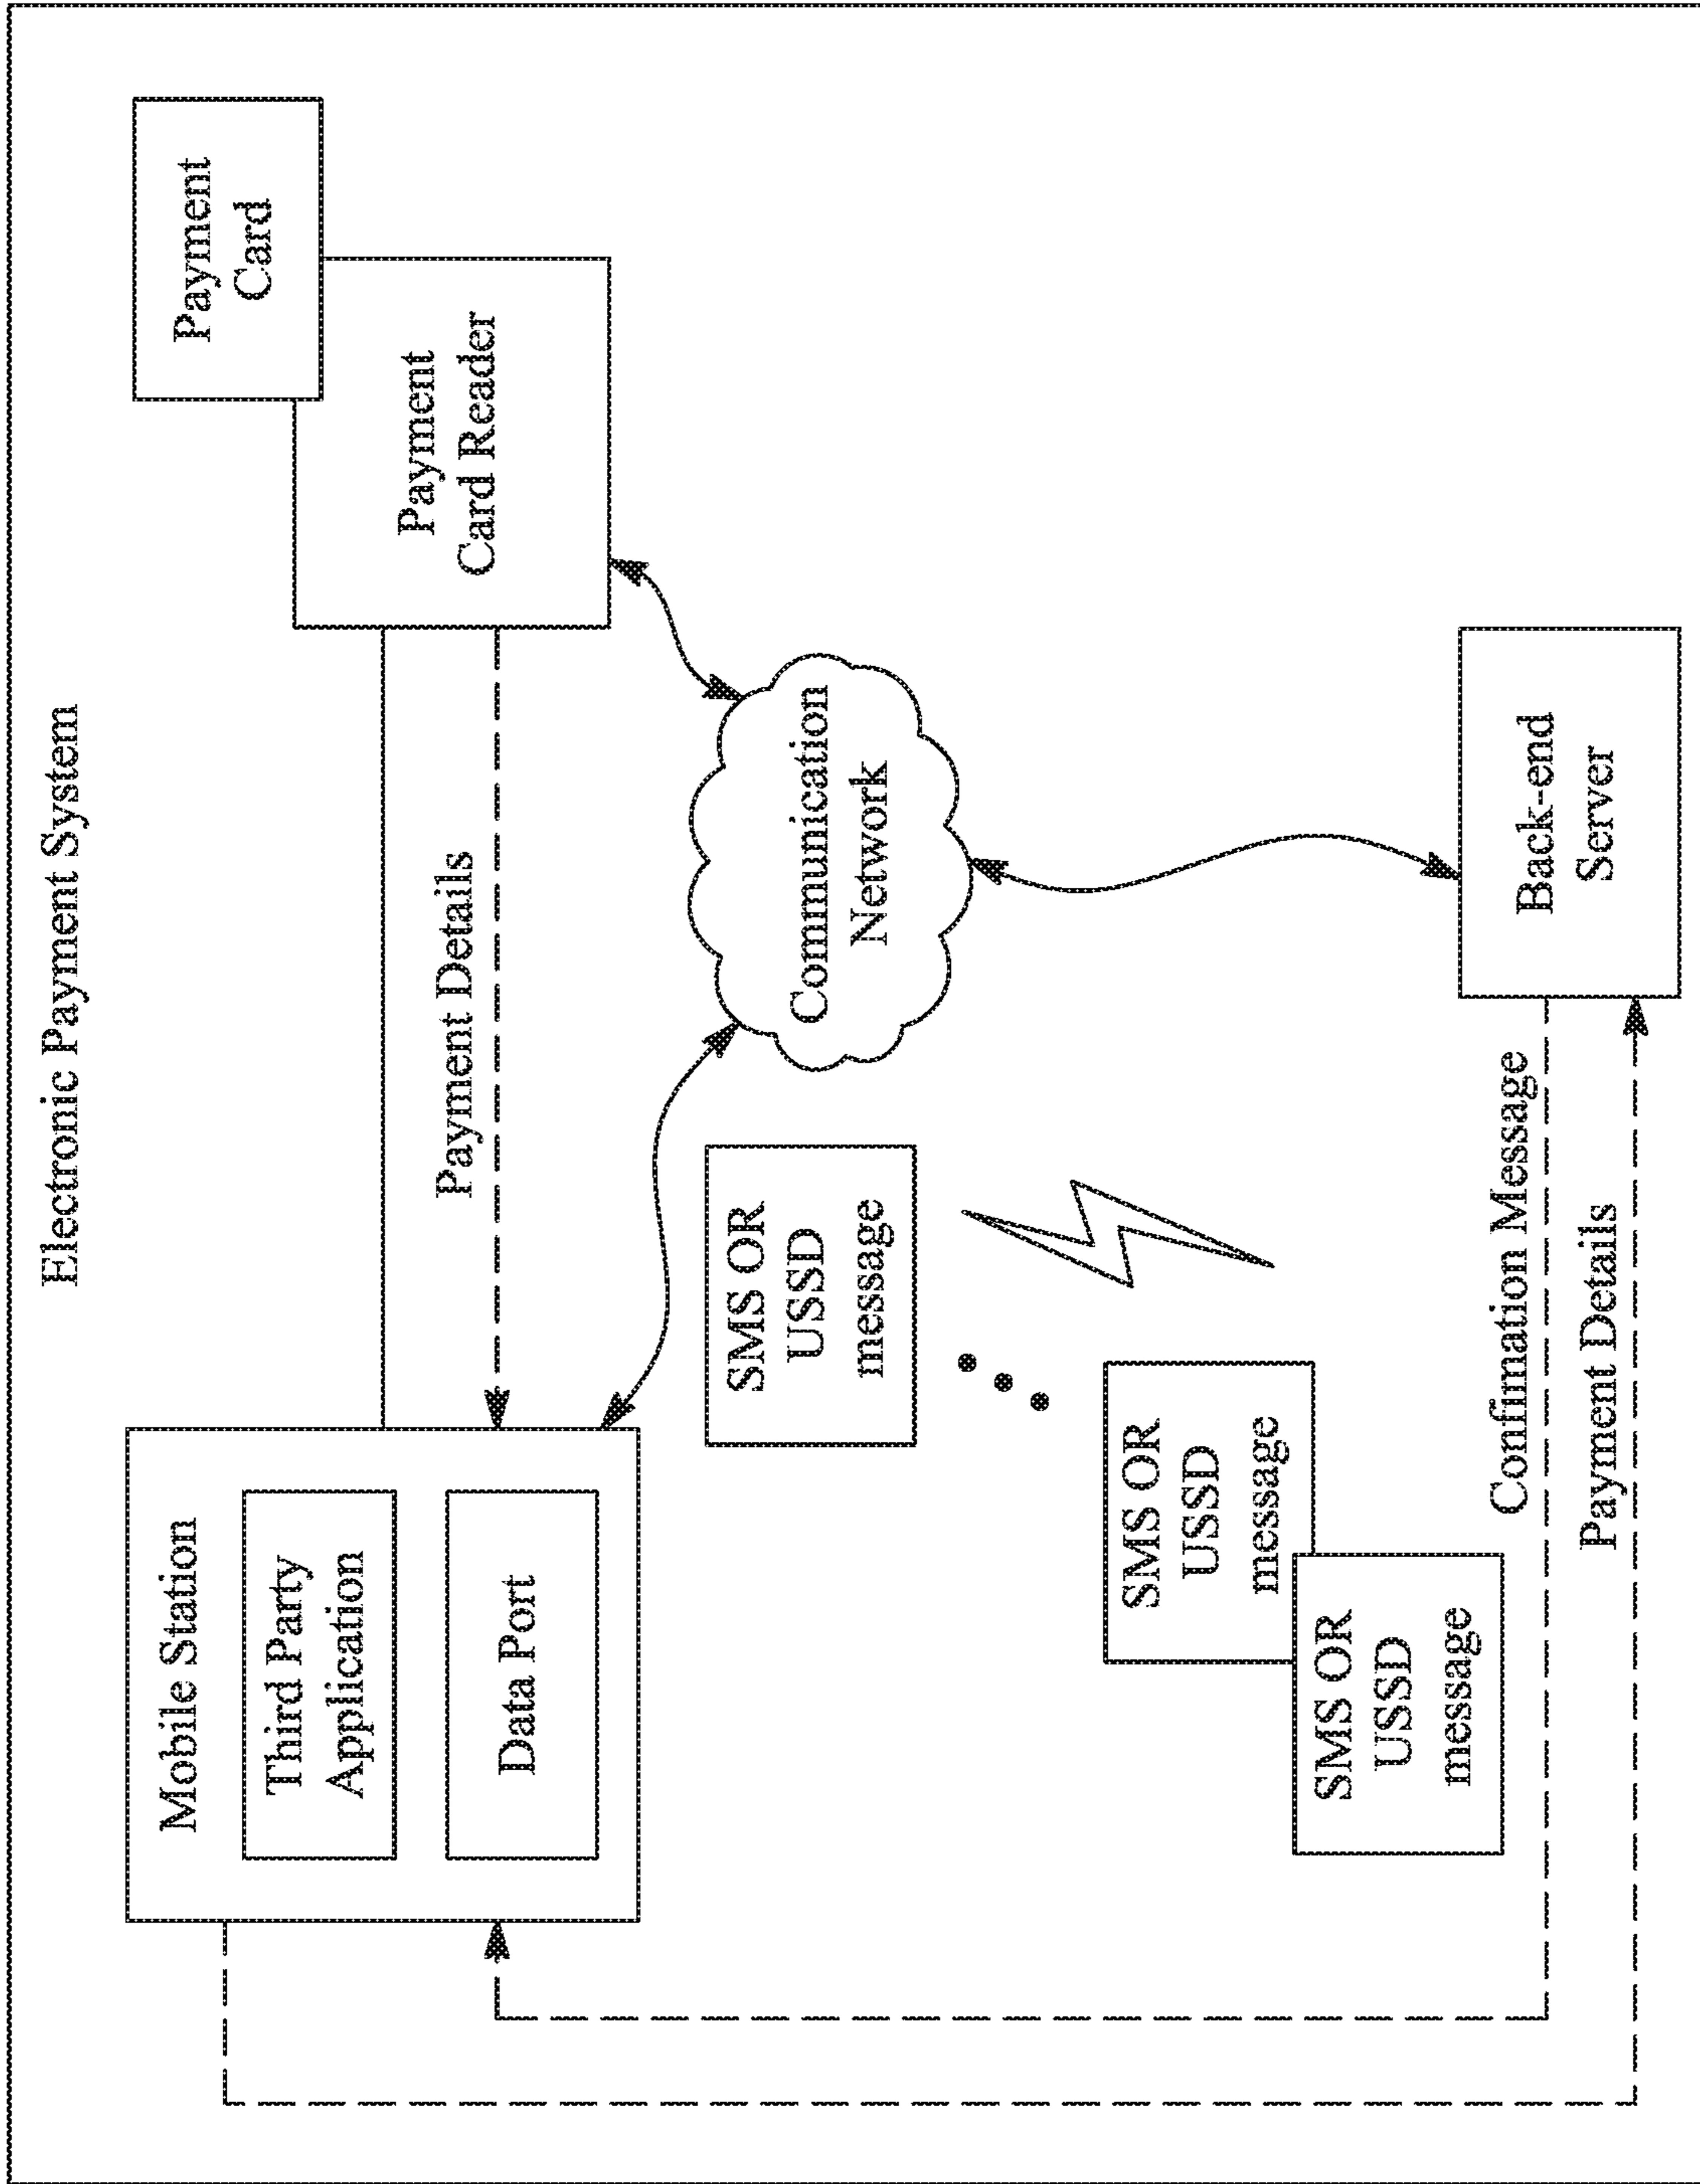 Electronic Payment System
Mobile Station
Third Party
Application
Data Port
Payment Details
Payment
Card Reader
Payment
Card
Communication
Network
SMS OR
USSD
message
SMS OR
USSD
message
SMS OR
USSD
message
Confimation Message
Payment Details
Back-end
Server